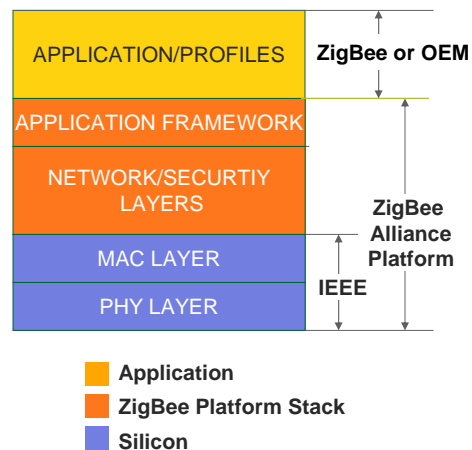 APPLICATION/PROFILES
ZigBee or OEM
APPLICATION FRAMEWORK
NETWORK/SECURTIY
LAYERS
ZigBee
Alliance
Platform
MAC LAYER
IEEE
PHY LAYER
Application
ZigBee Platform Stack
Silicon